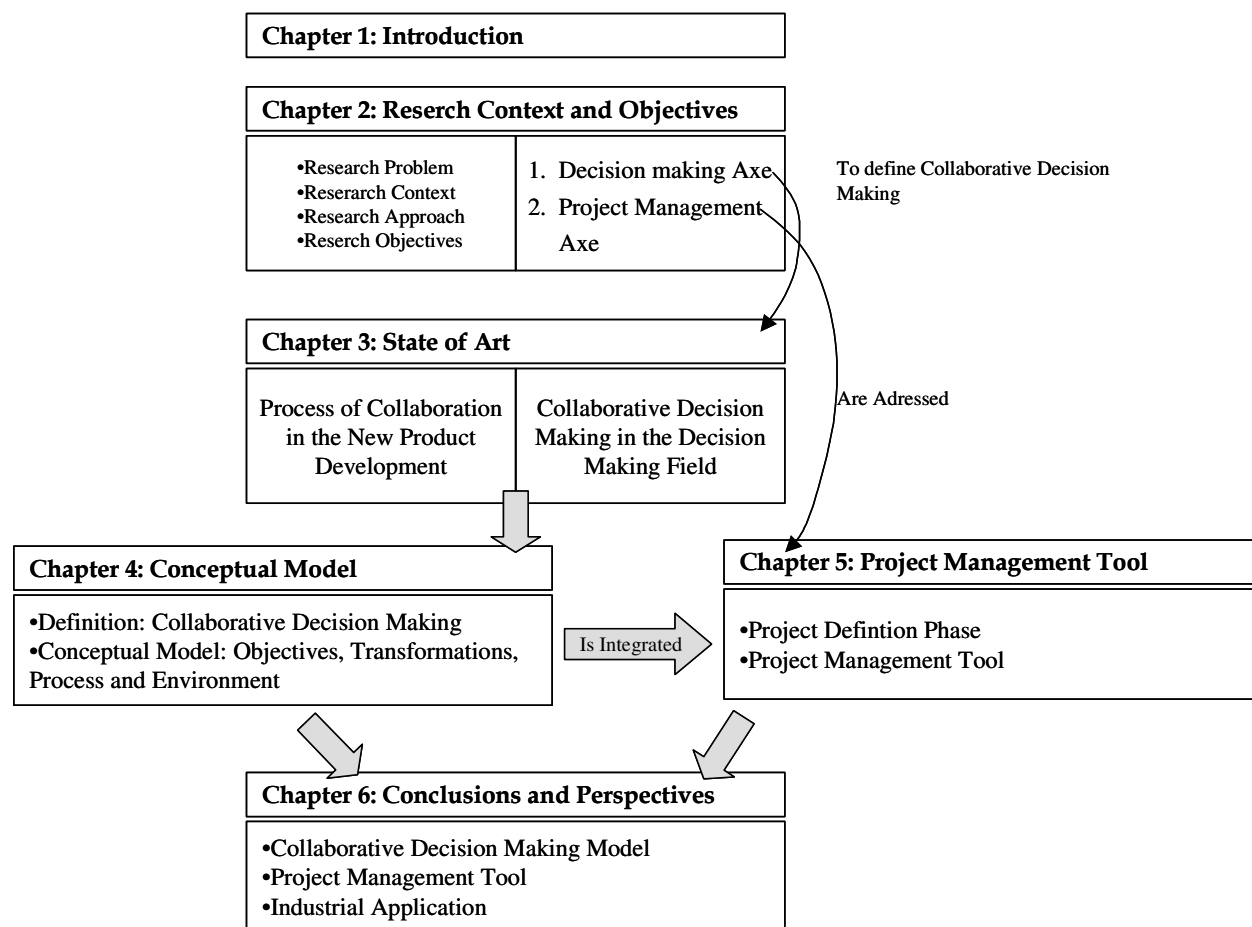 Chapter 1: Introduction
Chapter 2: Reserch Context and Objectives
•Research Problem
•Reserarch Context
•Research Approach
•Reserch Objectives
1. Decision making Axe
2. Project Management
Axe
To define Collaborative Decision
Making
Chapter 3: State of Art
Process of Collaboration
in the New Product
Development
Collaborative Decision
Making in the Decision
Making Field
Are Adressed
Chapter 4: Conceptual Model
•Definition: Collaborative Decision Making
•Conceptual Model: Objectives, Transformations,
Process and Environment
Is Integrated
Chapter 5: Project Management Tool
•Project Defintion Phase
•Project Management Tool
Chapter 6: Conclusions and Perspectives
•Collaborative Decision Making Model
•Project Management Tool
•Industrial Application